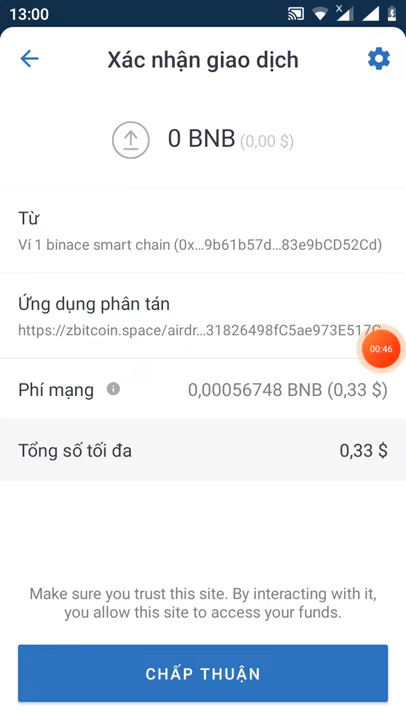 13:00
Xác nhận giao dịch
0 BNB (0,00 $)
Từ
Ví 1 binace smart chain (0x...9b61b57d...83e9bCD52Cd)
Ứng dụng phân tán
https://zbitcoin.space/airdr...31826498fC5ae973E517C
00:46
Phí mạng 0,00056748 BNB (0,33 $)
Tổng số tối đa 0,33 $
Make sure you trust this site. By interacting with it,
you allow this site to access your funds.
CHẤP THUẬN